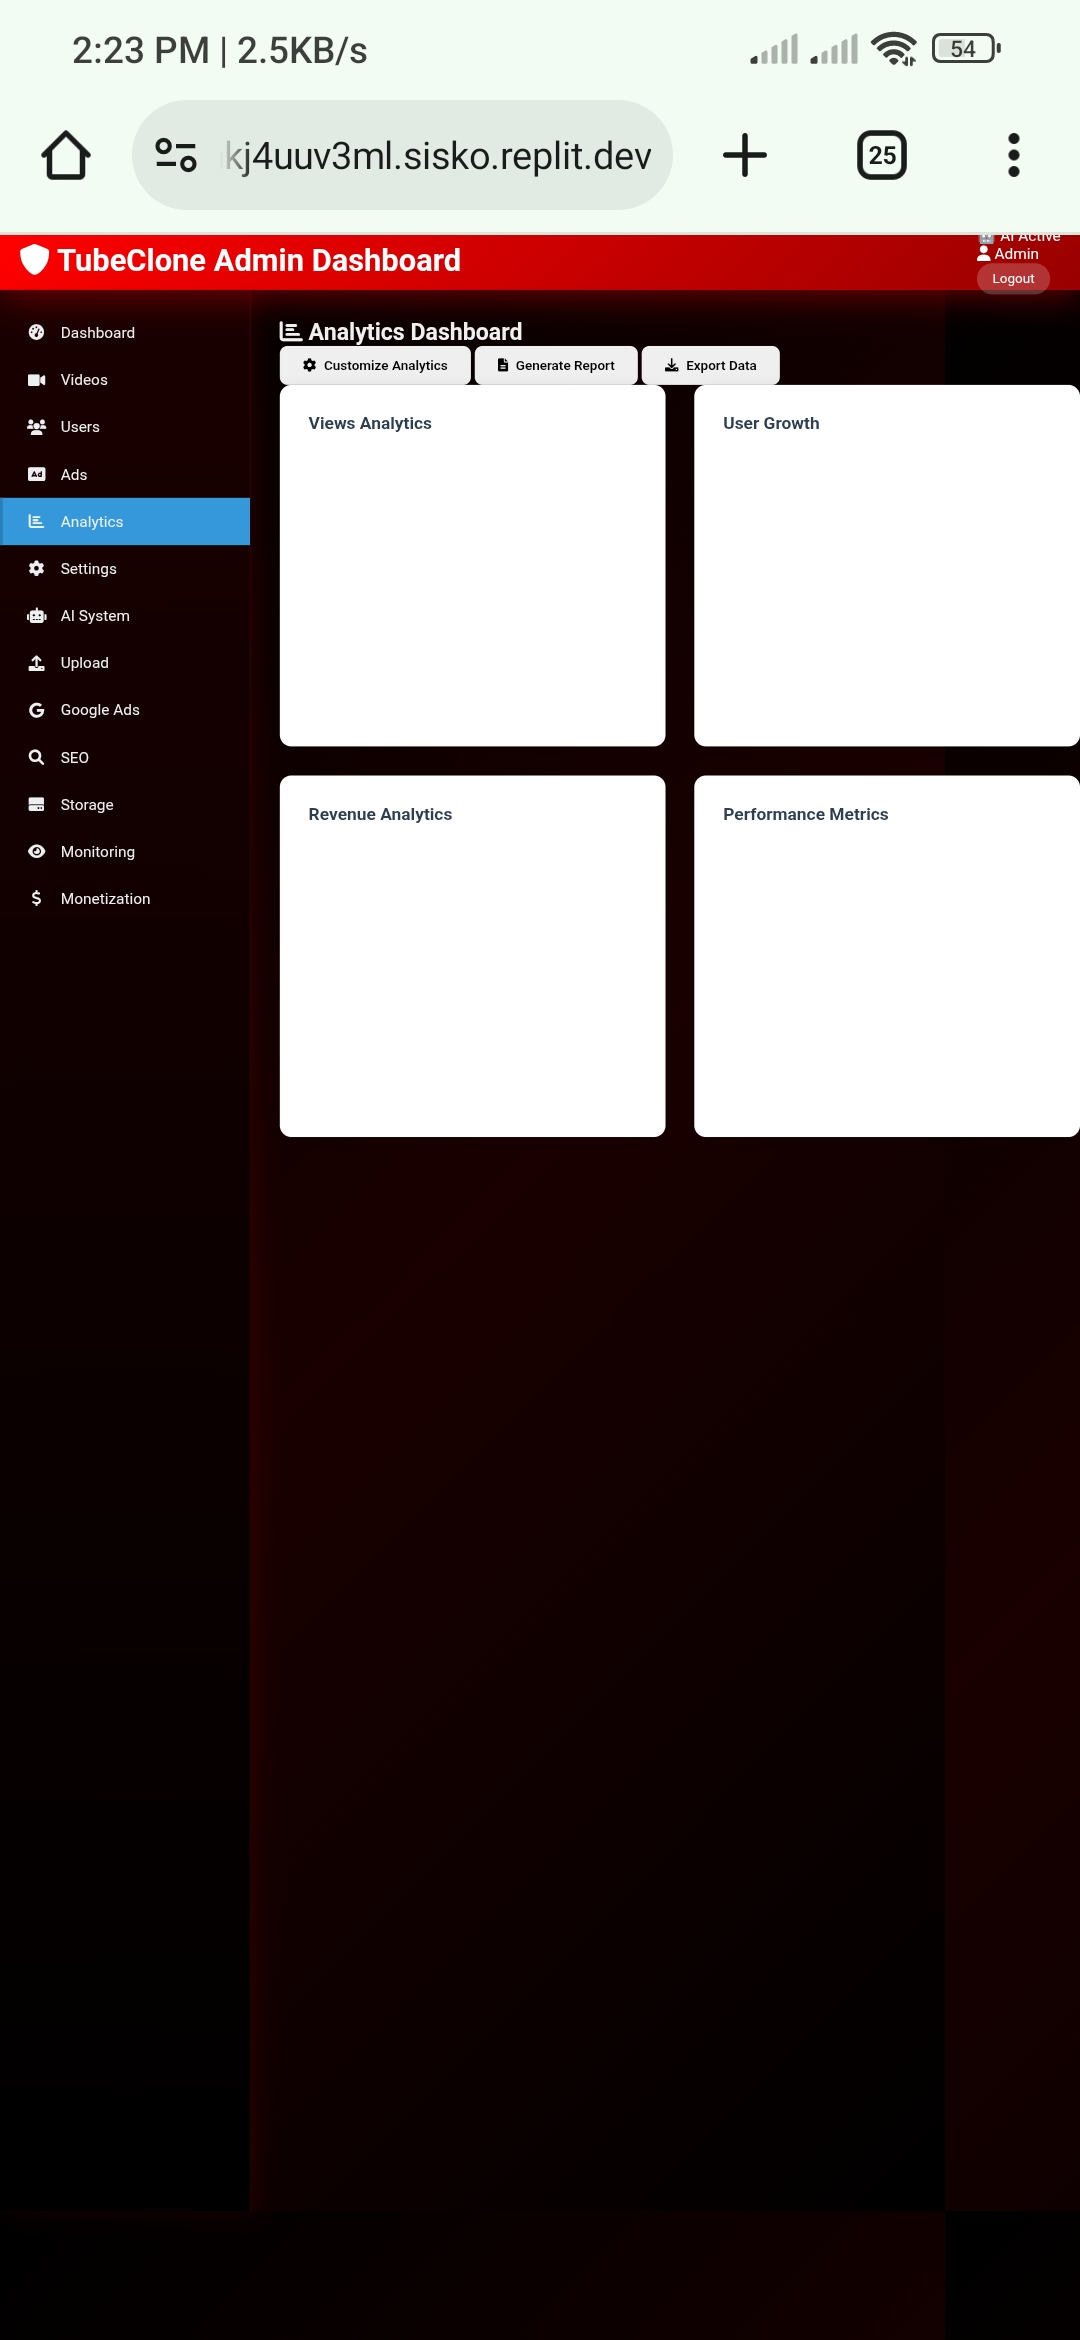 2:23 PM | 2.5KB/s
54
kj4uuv3ml.sisko.replit.dev
25
TubeClone Admin Dashboard
AI Active
Admin
Logout
Dashboard
Videos
Users
Ad
Ads
Analytics
Settings
AI System
Upload
Google Ads
SEO
Storage
Monitoring
Monetization
Analytics Dashboard
Customize Analytics
Generate Report
Export Data
Views Analytics
User Growth
Revenue Analytics
Performance Metrics